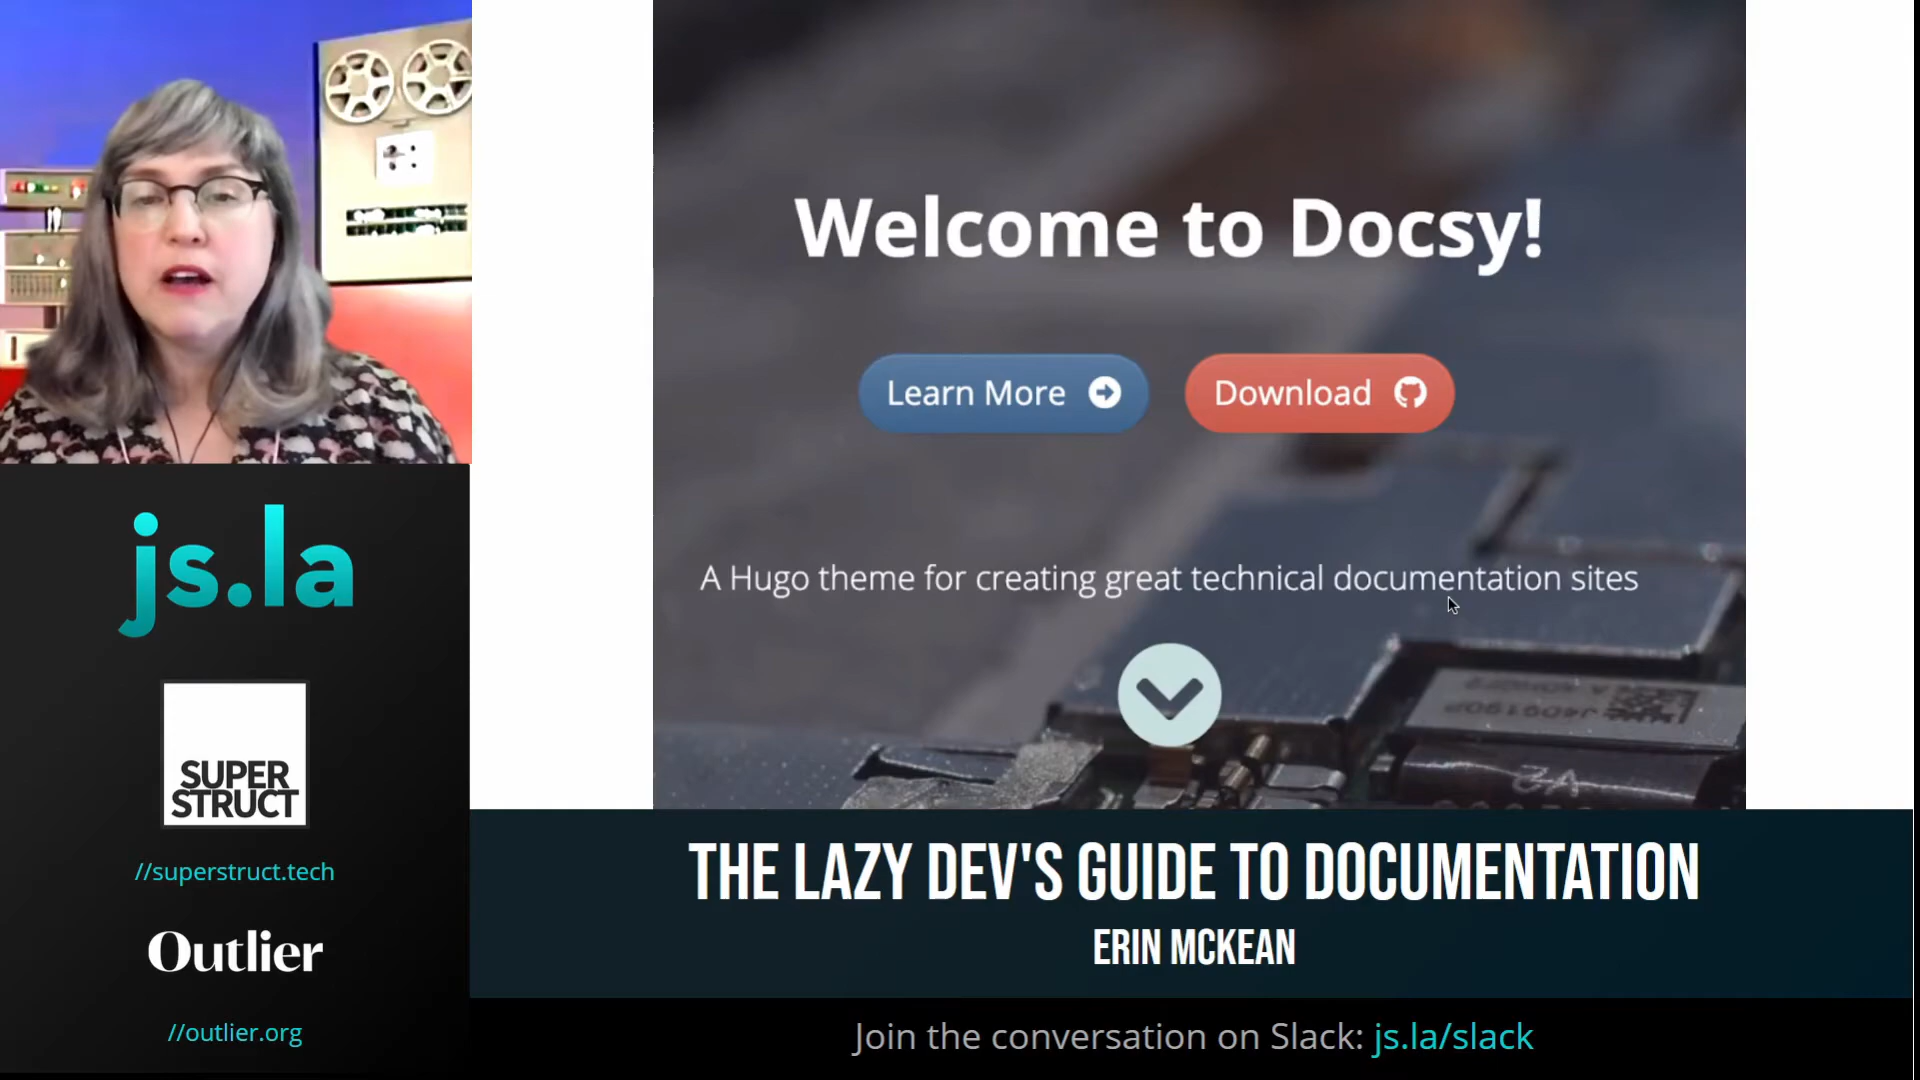 Welcome to Docsy!
Learn More
Download
A Hugo theme for creating great technical documentation sites
js.la
SUPER
STRUCT
//superstruct.tech
Outlier
//outlier.org
THE LAZY DEV'S GUIDE TO DOCUMENTATION
ERIN MCKEAN
Join the conversation on Slack: js.la/slack